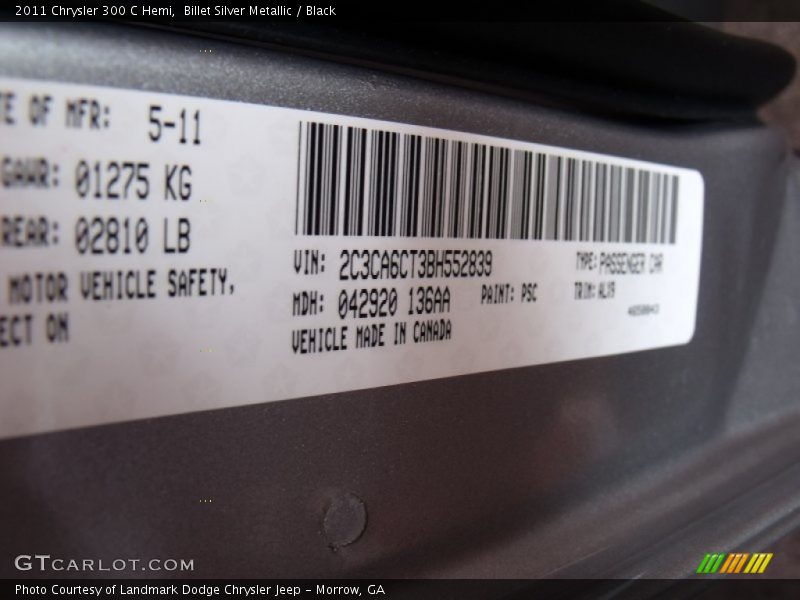 2011 Chrysler 300 C Hemi, Billet Silver Metallic / Black
TE OF MFR: 5-11
GAWR: 01275 KG
REAR: 02810 LB
MOTOR VEHICLE SAFETY,
ECT ON
VIN: 2C3CA6CT3BH552839
TYPE: PASSENGER CAR
MDH: 042920 136AA
PAINT: PSC
TRIM: AL19
VEHICLE MADE IN CANADA
GTCARLOT.COM
Photo Courtesy of Landmark Dodge Chrysler Jeep - Morrow, GA